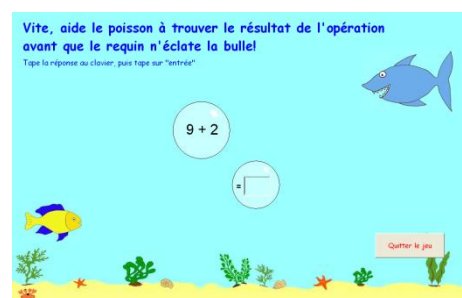 Vite, aide le poisson à trouver le résultat de l'opération
avant que le requin n'éclate la bulle!
Tape la réponse au clavier, puis tape sur "entrée"
9 + 2
=
Quitter le jeu